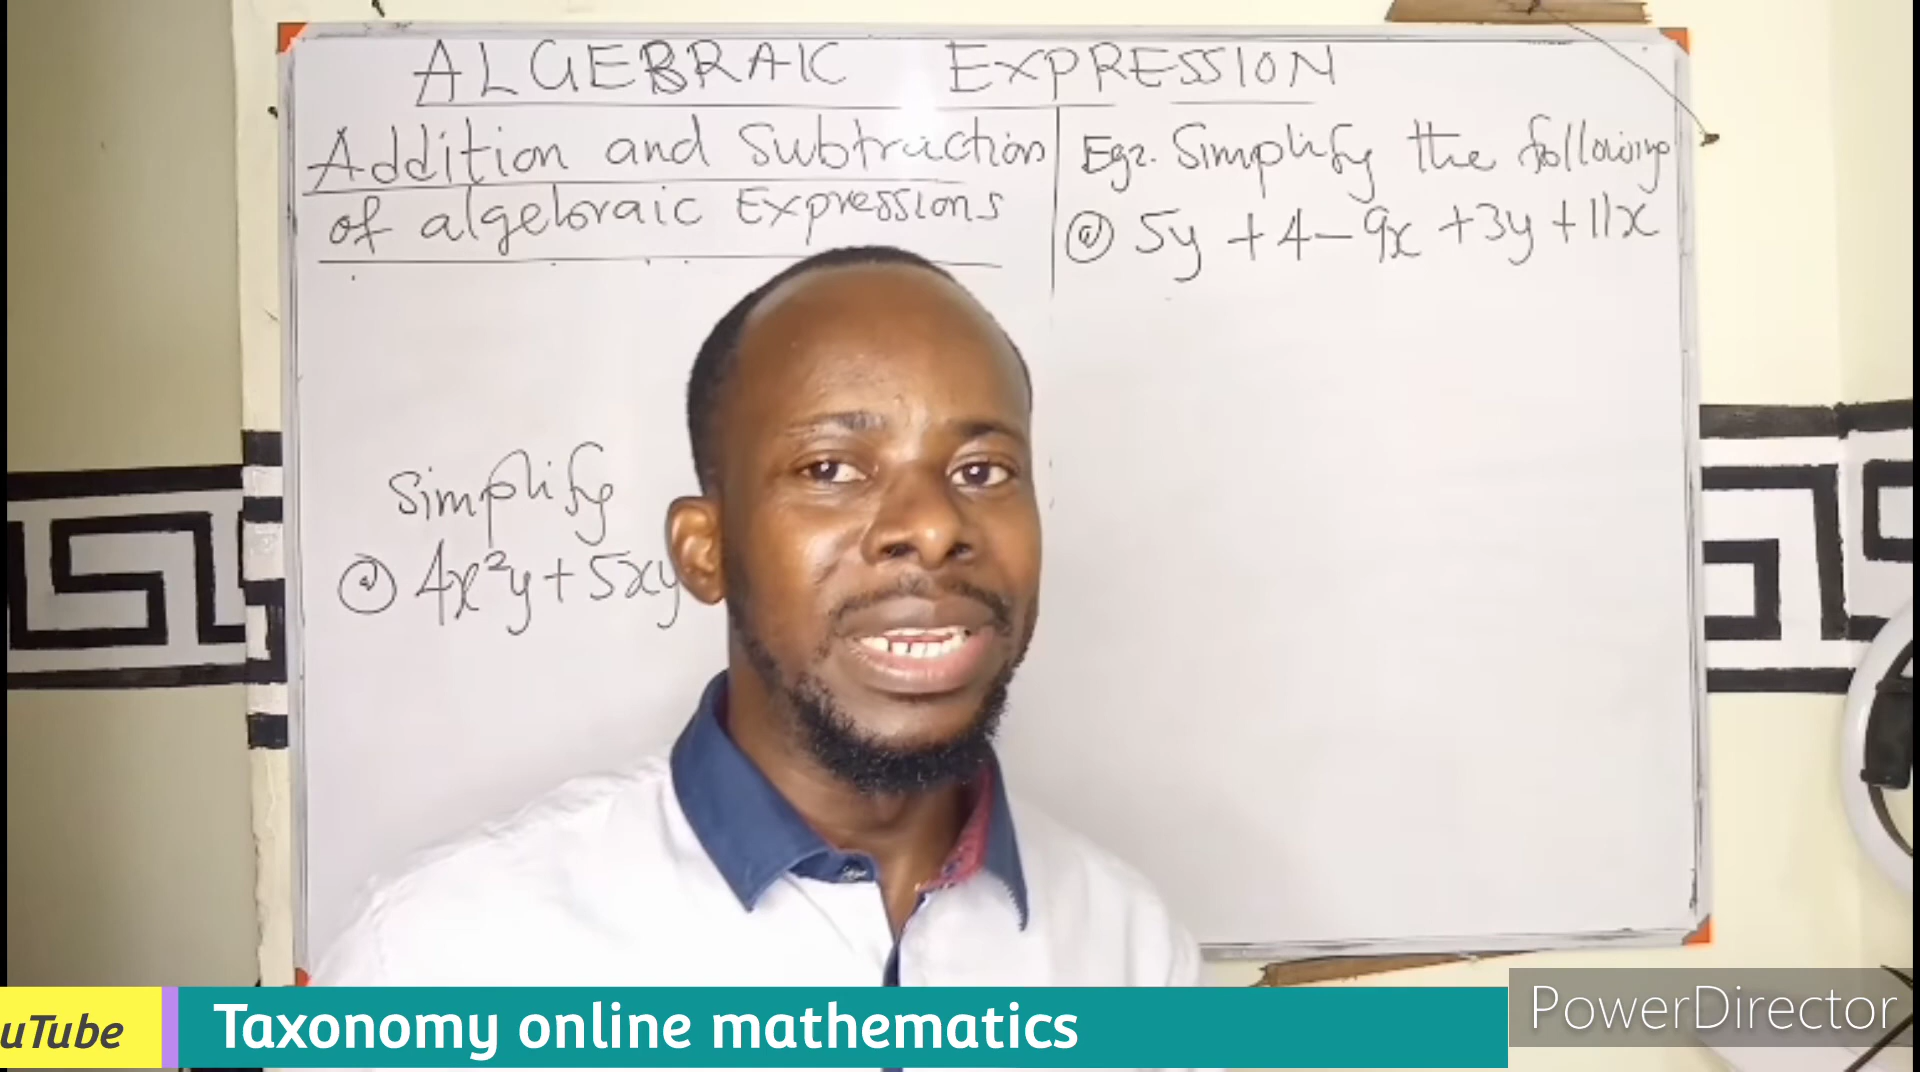 ALGEBRAIC EXPRESSION
Addition and Subtraction
of algebraic Expressions
Simplify
(a) 4x²y + 5xy
Eg2. Simplify the following
(a) 5y + 4 - 9x + 3y + 11x
uTube
Taxonomy online mathematics
PowerDirector